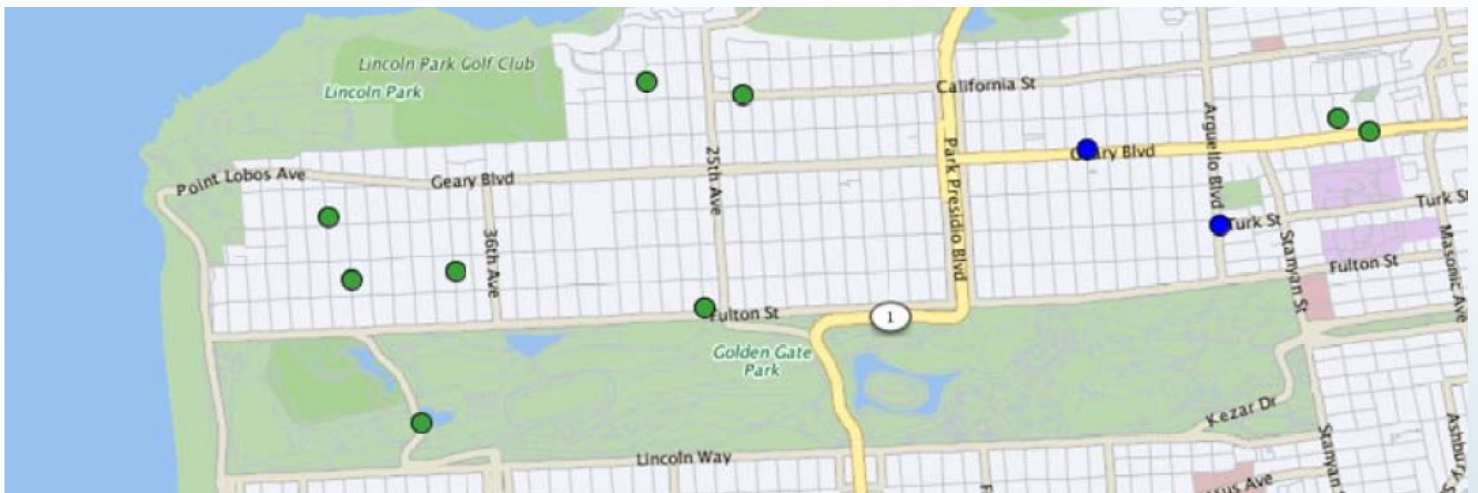 Lincoln Park Golf Club
Lincoln Park
California St
Point Lobos Ave
Geary Blvd
25th Ave
Park Presidio Blvd
Arguello Blvd
36th Ave
Turk St
Turk St
Stanyan St
Masonic Ave
Fulton St
Fulton St
1
Golden Gate
Park
Kezar Dr
Lincoln Way
Stanyan
Ashbury
Ave